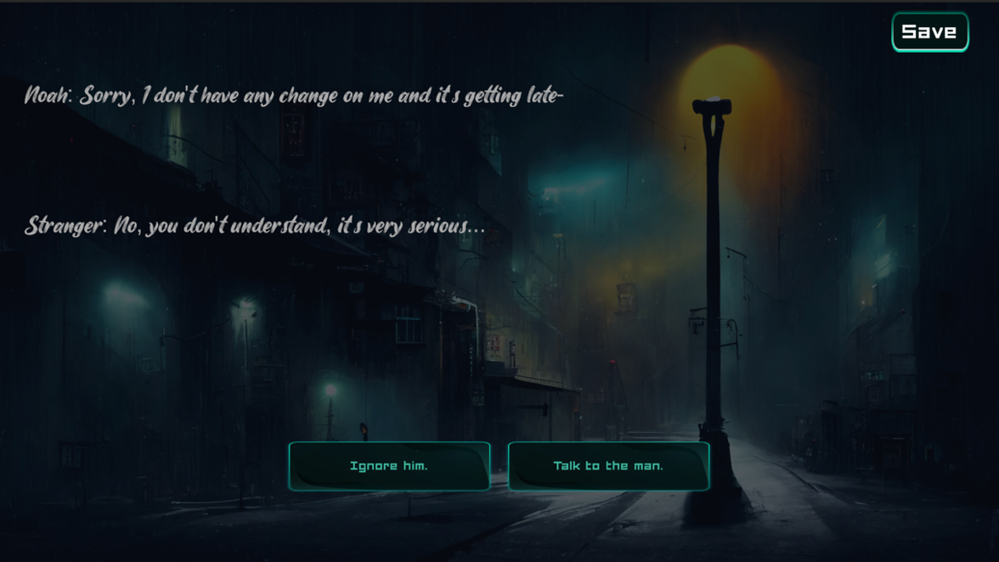 Save
Noah: Sorry, I don't have any change on me and it's getting late-
Stranger: No, you don't understand, it's very serious...
Ignore him.
Talk to the man.